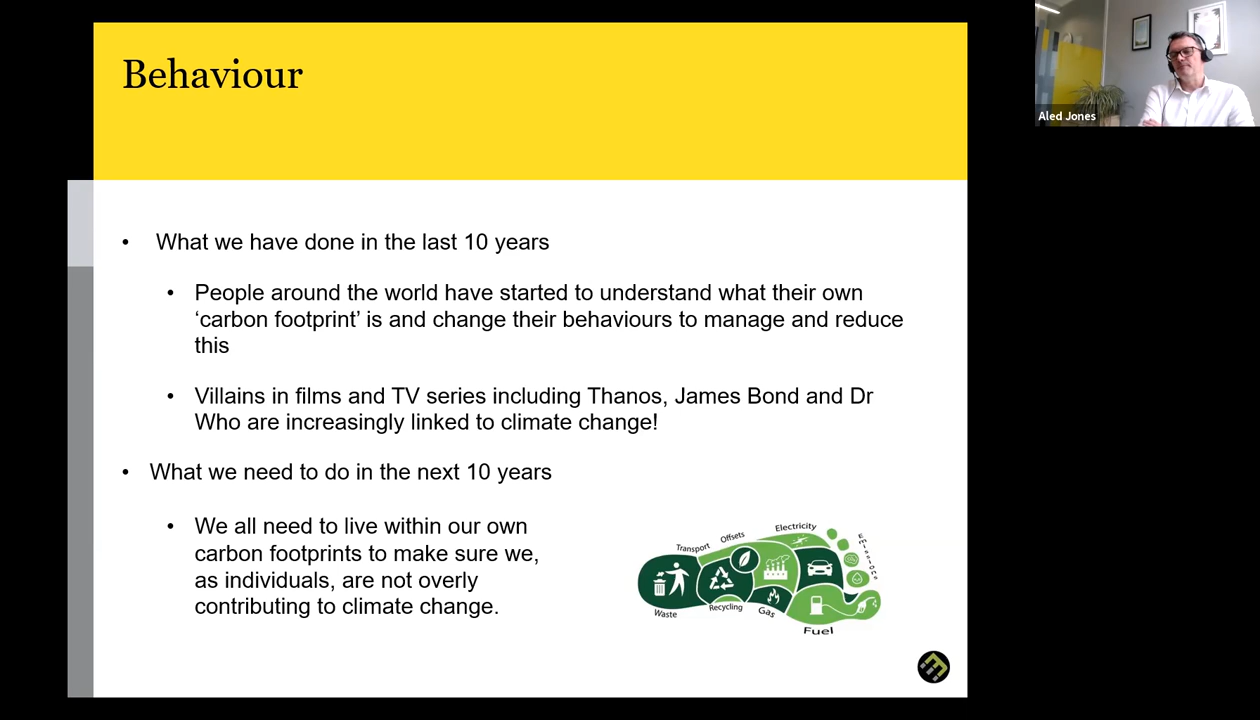 Behaviour
• What we have done in the last 10 years
• People around the world have started to understand what their own
‘carbon footprint’ is and change their behaviours to manage and reduce
this
• Villains in films and TV series including Thanos, James Bond and Dr
Who are increasingly linked to climate change!
• What we need to do in the next 10 years
• We all need to live within our own
carbon footprints to make sure we,
as individuals, are not overly
contributing to climate change.
Transport
Offsets
Electricity
Emissions
Waste
Recycling
Gas
Fuel
Aled Jones